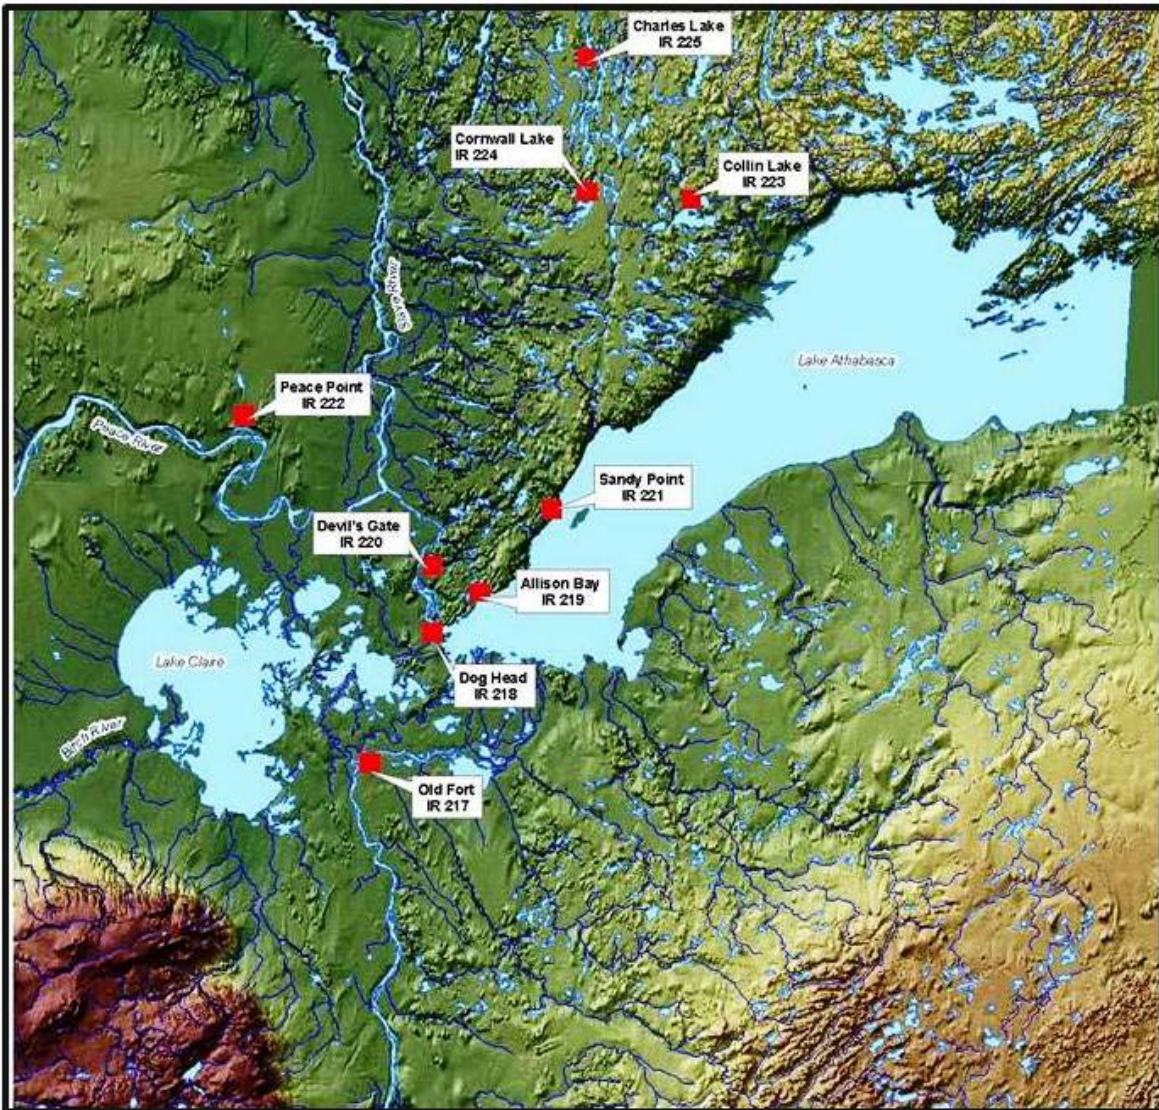 Charles Lake
IR 225
Cornwall Lake
IR 224
Collin Lake
IR 223
Slave River
Lake Athabasca
Peace Point
IR 222
Peace River
Sandy Point
IR 221
Devil's Gate
IR 220
Allison Bay
IR 219
Lake Claire
Dog Head
IR 218
Birch River
Old Fort
IR 217